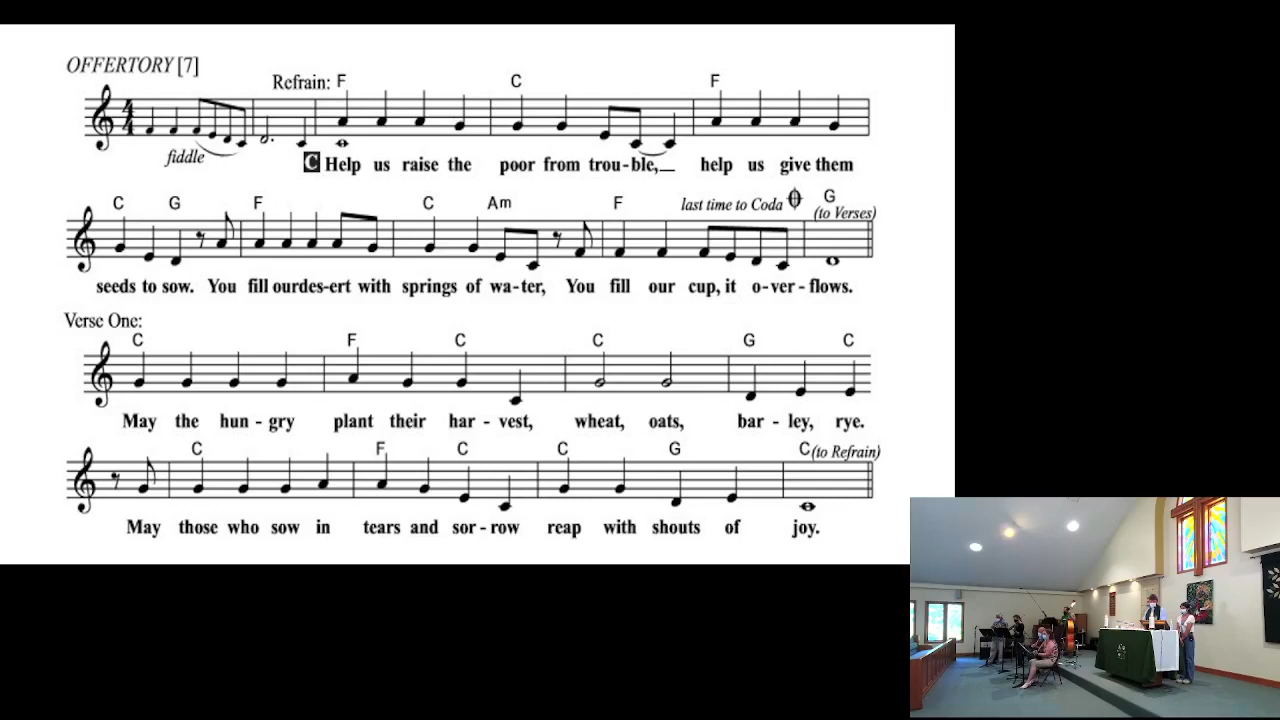 OFFERTORY [7]
Refrain: F C F
fiddle
C Help us raise the poor from trou-ble,_ help us give them
C G F C Am F last time to Coda G
(to Verses)
seeds to sow. You fill ourdes-ert with springs of wa-ter, You fill our cup, it o-ver-flows.
Verse One:
C F C C G C
May the hun-gry plant their har-vest, wheat, oats, bar-ley, rye.
C F C C G C (to Refrain)
May those who sow in tears and sor-row reap with shouts of joy.